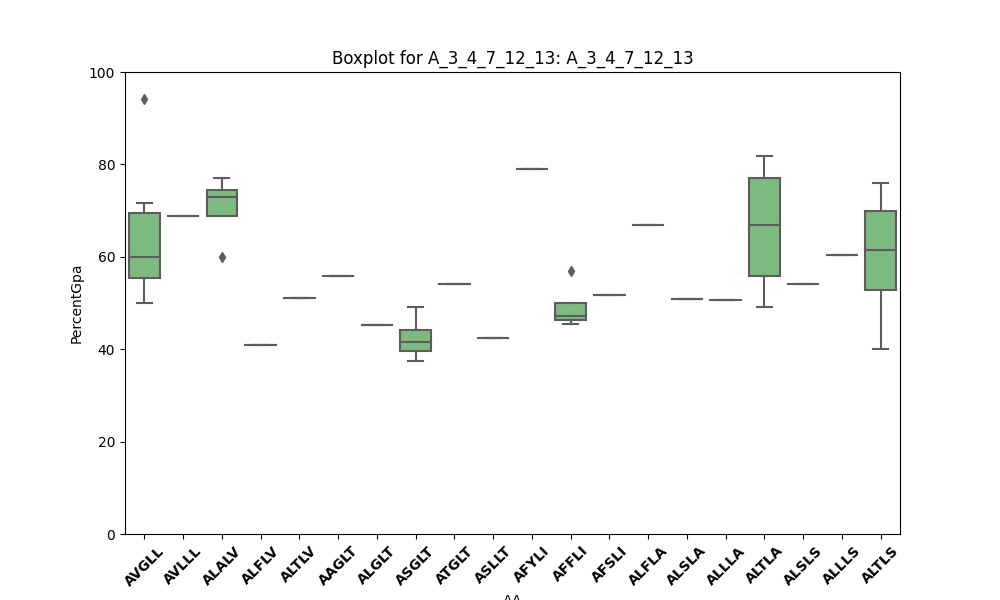 Boxplot for A_3_4_7_12_13: A_3_4_7_12_13
100
80
60
40
20
0
PercentGpa
AVGLL
AVLLL
ALALV
ALFLV
ALTLV
AAGLT
ALGLT
ASGLT
ATGLT
ASLLT
AFYLI
AFFLI
AFSLI
ALFLA
ALSLA
ALLLA
ALTLA
ALSLS
ALLLS
ALTLS
AA